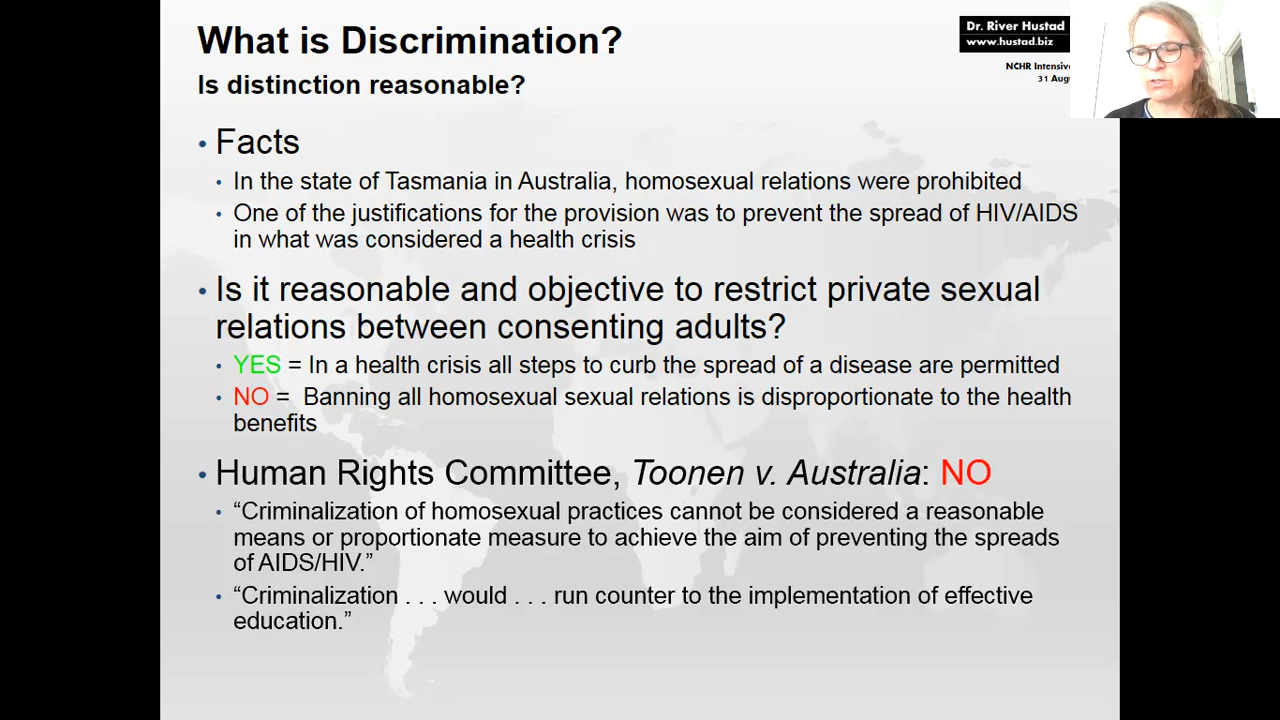 What is Discrimination?
Is distinction reasonable?
Dr. River Hustad
www.hustad.biz
NCHR Intensive
31
• Facts
• In the state of Tasmania in Australia, homosexual relations were prohibited
• One of the justifications for the provision was to prevent the spread of HIV/AIDS
in what was considered a health crisis
• Is it reasonable and objective to restrict private sexual
relations between consenting adults?
• YES = In a health crisis all steps to curb the spread of a disease are permitted
• NO = Banning all homosexual sexual relations is disproportionate to the health
benefits
• Human Rights Committee, Toonen v. Australia: NO
• “Criminalization of homosexual practices cannot be considered a reasonable
means or proportionate measure to achieve the aim of preventing the spreads
of AIDS/HIV.”
• “Criminalization . . . would . . . run counter to the implementation of effective
education.”